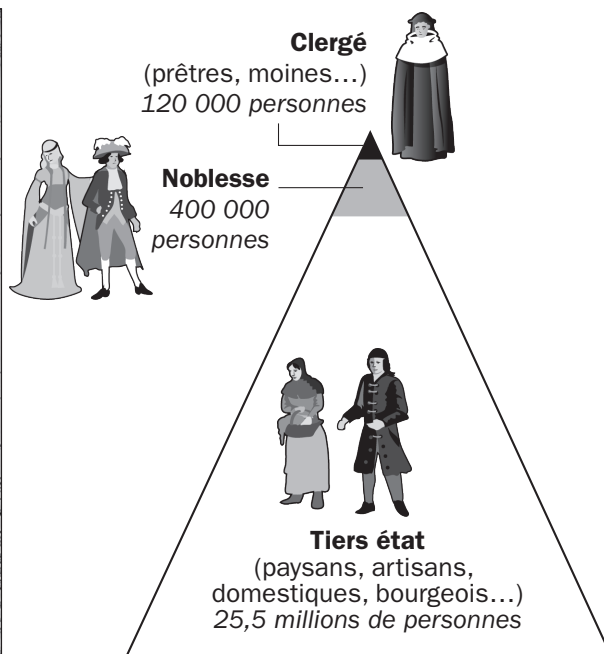 Clergé
(prêtres, moines…)
120 000 personnes
Noblesse
400 000
personnes
Tiers état
(paysans, artisans,
domestiques, bourgeois…)
25,5 millions de personnes